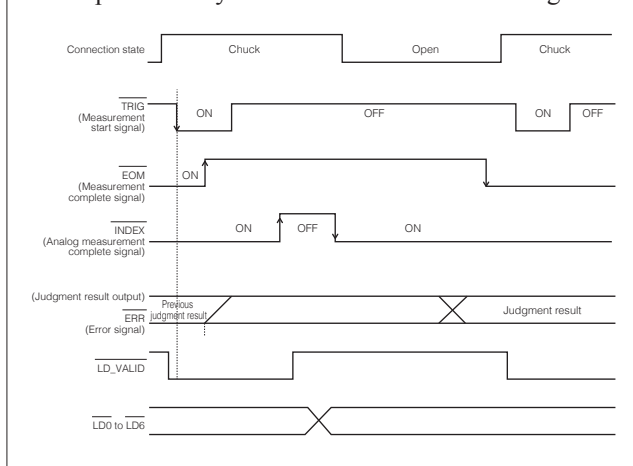 Connection state
Chuck
Open
Chuck
TRIG
(Measurement
start signal)
ON
OFF
ON
OFF
EOM
(Measurement
complete signal)
ON
INDEX
(Analog measurement
complete signal)
ON
OFF
ON
(Judgment result output)
ERR
(Error signal)
Previous
judgment result
Judgment result
LD_VALID
LD0 to LD6